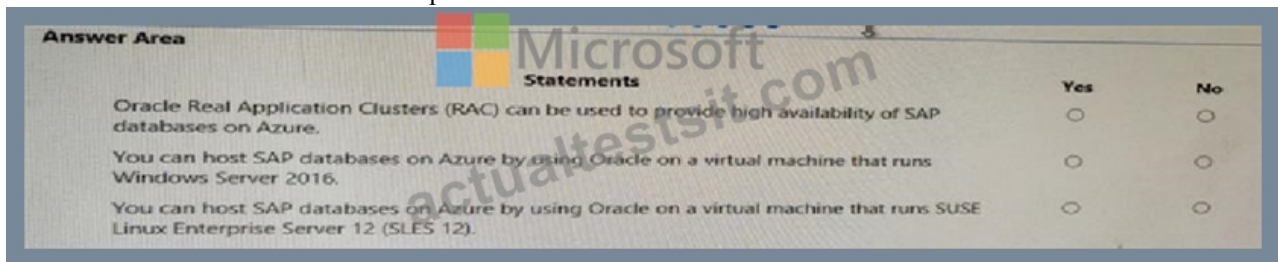 Answer Area
Microsoft
Statements
Yes
No
Oracle Real Application Clusters (RAC) can be used to provide high availability of SAP
databases on Azure.
You can host SAP databases on Azure by using Oracle on a virtual machine that runs
Windows Server 2016.
You can host SAP databases on Azure by using Oracle on a virtual machine that runs SUSE
Linux Enterprise Server 12 (SLES 12).
actualtestsit.com